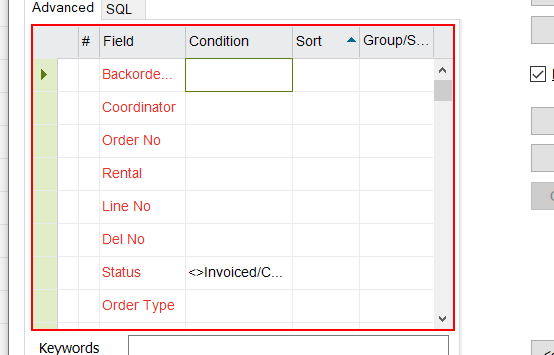 Advanced SQL
# Field Condition Sort Group/S...
Backorde...
Coordinator
Order No
Rental
Line No
Del No
Status <>Invoiced/C...
Order Type
Keywords